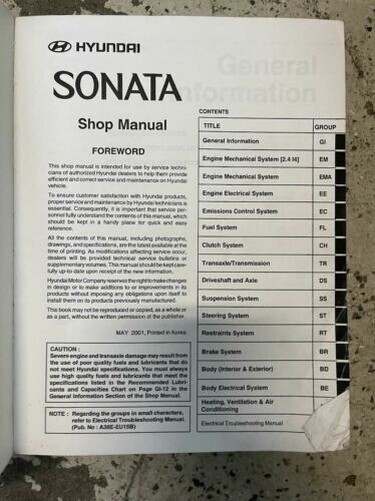 HYUNDAI
SONATA
Shop Manual
FOREWORD
This shop manual is intended for use by service techni-
cians of authorized Hyundai dealers to help them provide
efficient and correct service and maintenance on Hyundai
vehicle.
To ensure customer satisfaction with Hyundai products,
proper service and maintenance by Hyundai technicians is
essential. Consequently, it is important that the service per-
sonnel fully understand the contents of this manual, which
should be kept in a handy place for quick and easy
reference.
All the contents of this manual, including photographs,
drawings, and specifications, are the latest available at the
time of printing. As modifications affecting service occur,
dealers will be provided technical service bulletins or
supplementary volumes. This manual should be kept care-
fully up-to-date upon receipt of the new information.
Hyundai Motor Company reserves the right to make changes
in design or to make additions to or improvements in its
products without imposing any obligations upon itself to
install them on its products previously manufactured.
This book may not be reproduced or copied, as a whole or
as a part, without the written permission of the publisher.
MAY 2001, Printed in Korea
CAUTION :
Severe engine and transaxle damage may result from
the use of poor quality fuels and lubricants that do
not meet Hyundai specifications. You must always
use high quality fuels and lubricants that meet the
specifications listed in the Recommended Lubri-
cants and Capacities Chart on Page GI-12 in the
General Information Section of the Shop Manual.
NOTE : Regarding the groups in small characters,
refer to Electrical Troubleshooting Manual.
(Pub. No : A36E-EU15B)
General
Information
CONTENTS
TITLE GROUP
General Information GI
Engine Mechanical System [2.4 I4] EM
Engine Mechanical System EMA
Engine Electrical System EE
Emissions Control System EC
Fuel System FL
Clutch System CH
Transaxle/Transmission TR
Driveshaft and Axle DS
Suspension System SS
Steering System ST
Restraints System RT
Brake System BR
Body (Interior & Exterior) BD
Body Electrical System BE
Heating, Ventilation & Air
Conditioning
Electrical Troubleshooting Manual